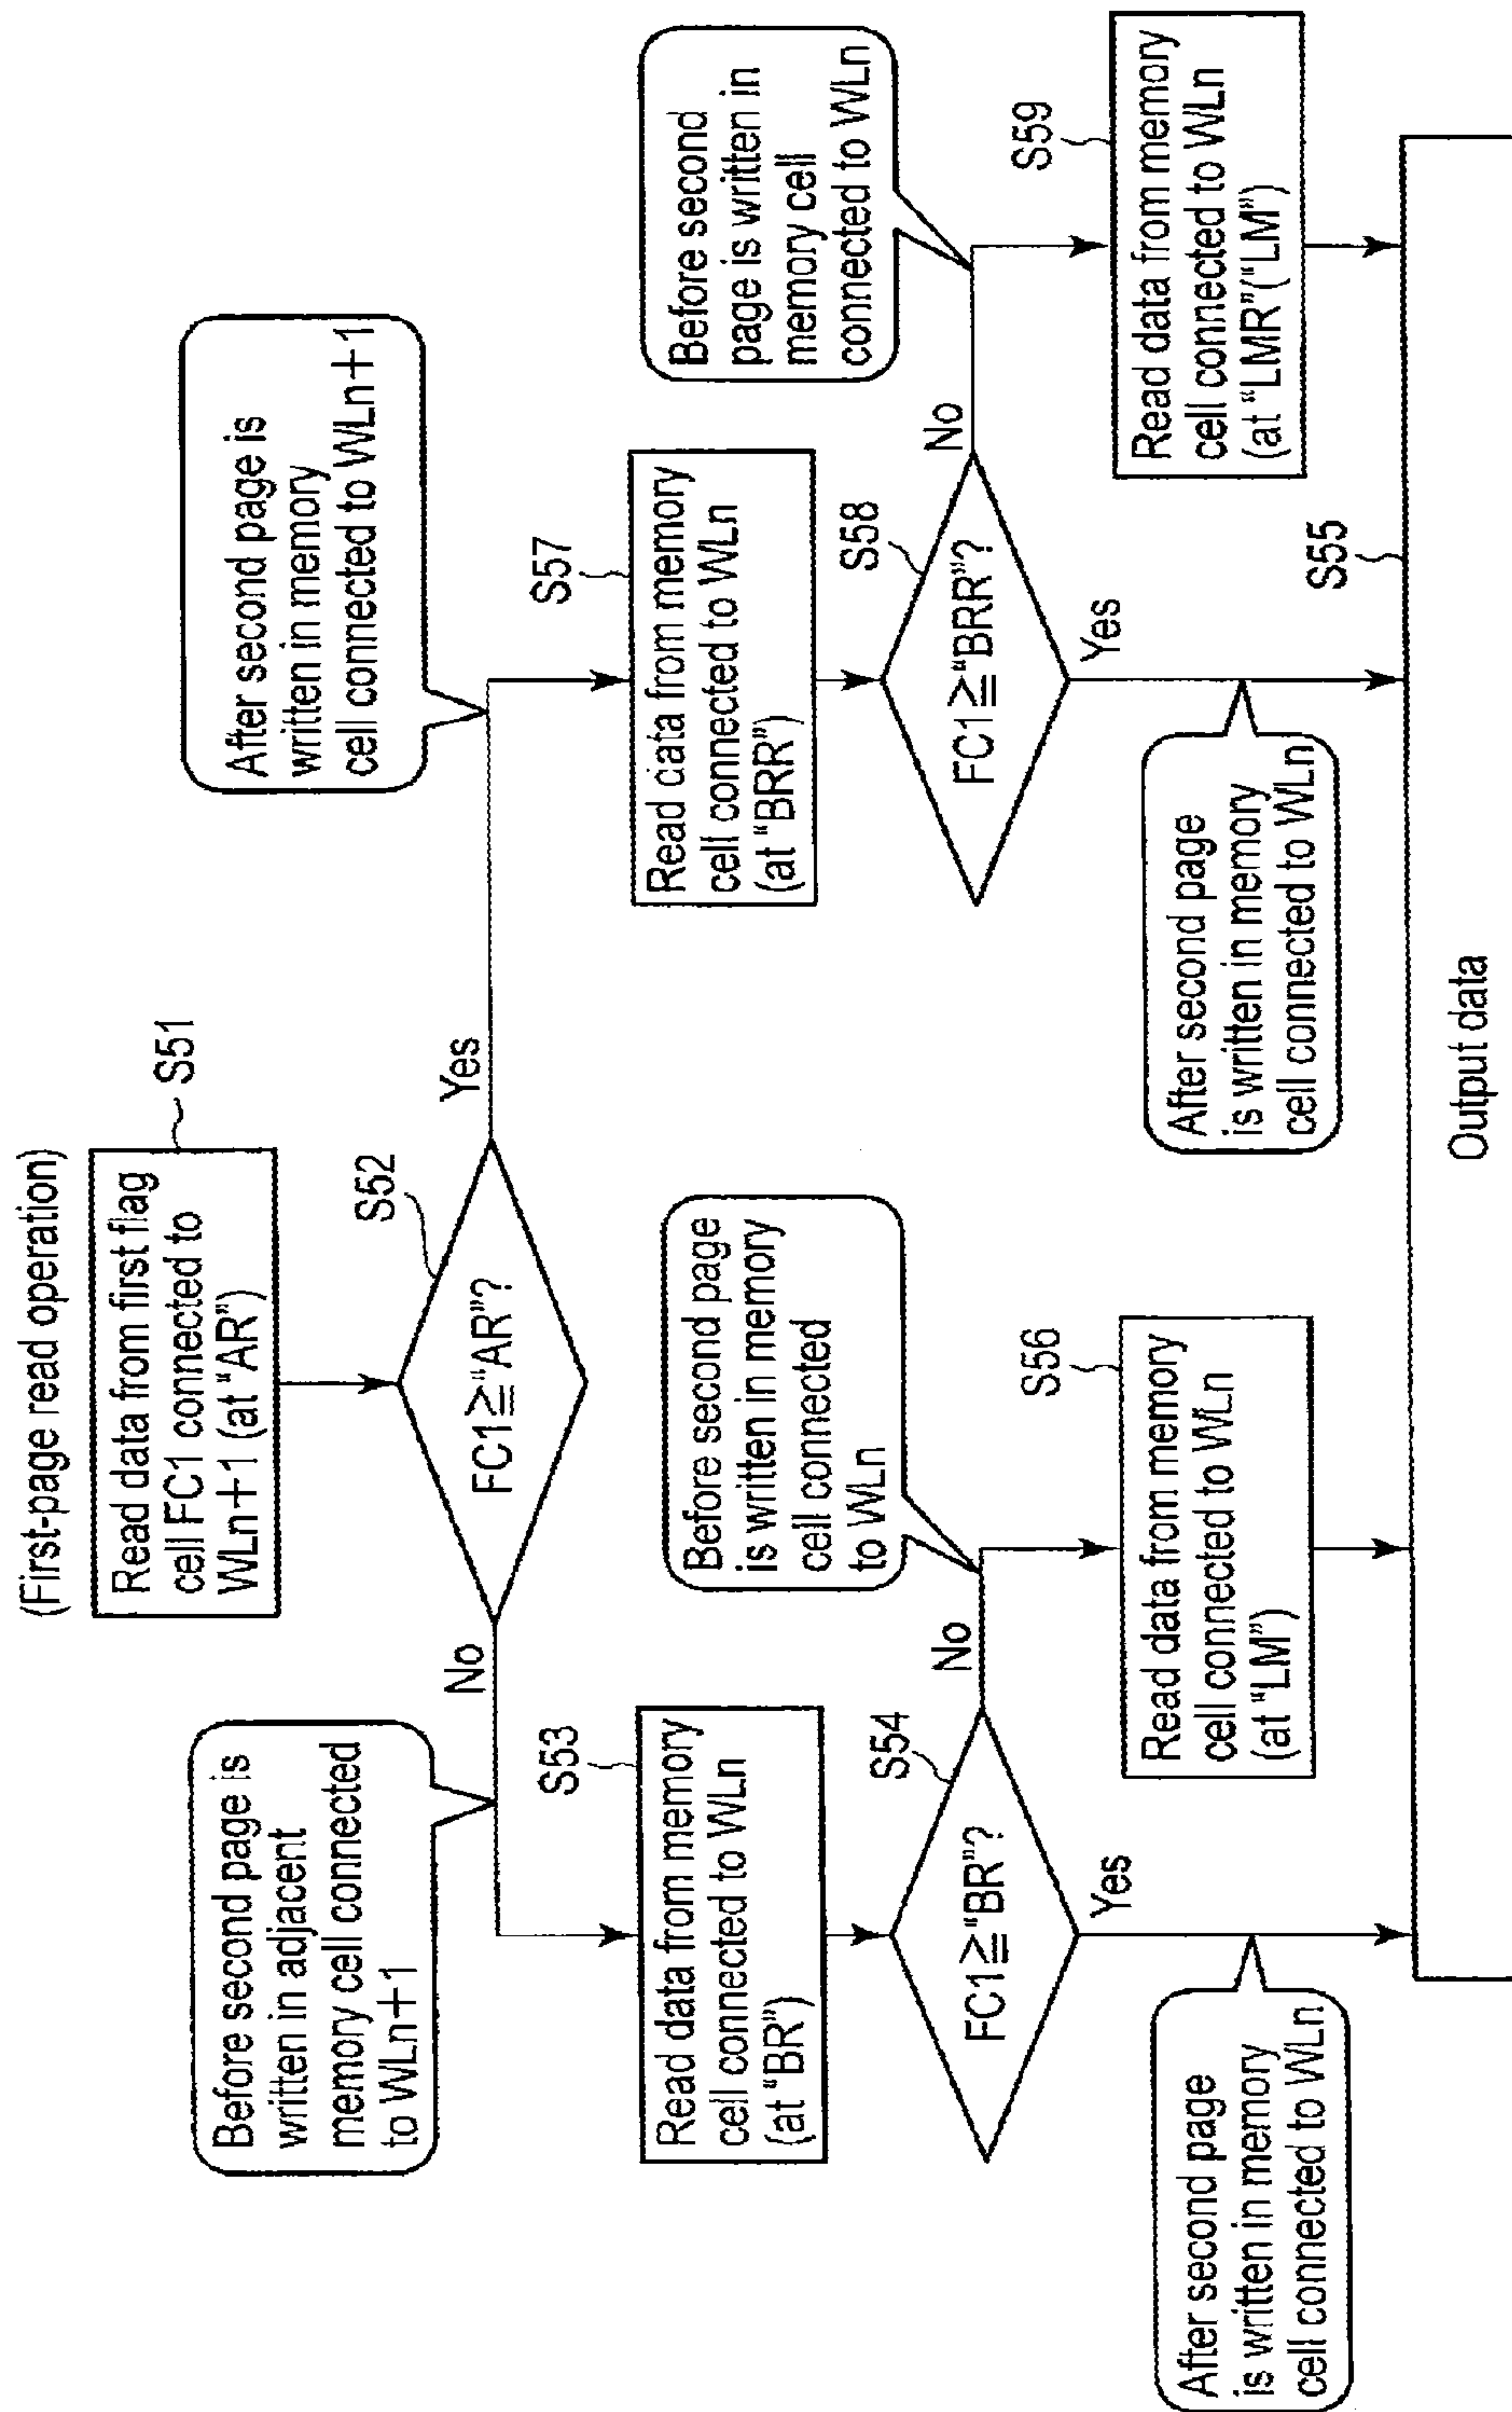 (First-page read operation)
Read data from first flag
cell FC1 connected to
WLn+1 (at "AR")
S51
S52
FC1≧"AR"?
No
Yes
Before second page is
written in adjacent
memory cell connected
to WLn+1
After second page is
written in memory
cell connected to WLn+1
S53
Read data from memory
cell connected to WLn
(at "BR")
S57
Read data from memory
cell connected to WLn
(at "BRR")
S54
FC1≧"BR"?
No
Yes
Before second page
is written in memory
cell connected
to WLn
S58
FC1≧"BRR"?
No
Yes
Before second
page is written in
memory cell
connected to WLn
S56
Read data from memory
cell connected to WLn
(at "LM")
S59
Read data from memory
cell connected to WLn
(at "LMR"("LM")
After second page
is written in memory
cell connected to WLn
After second page
is written in memory
cell connected to WLn
S55
Output data